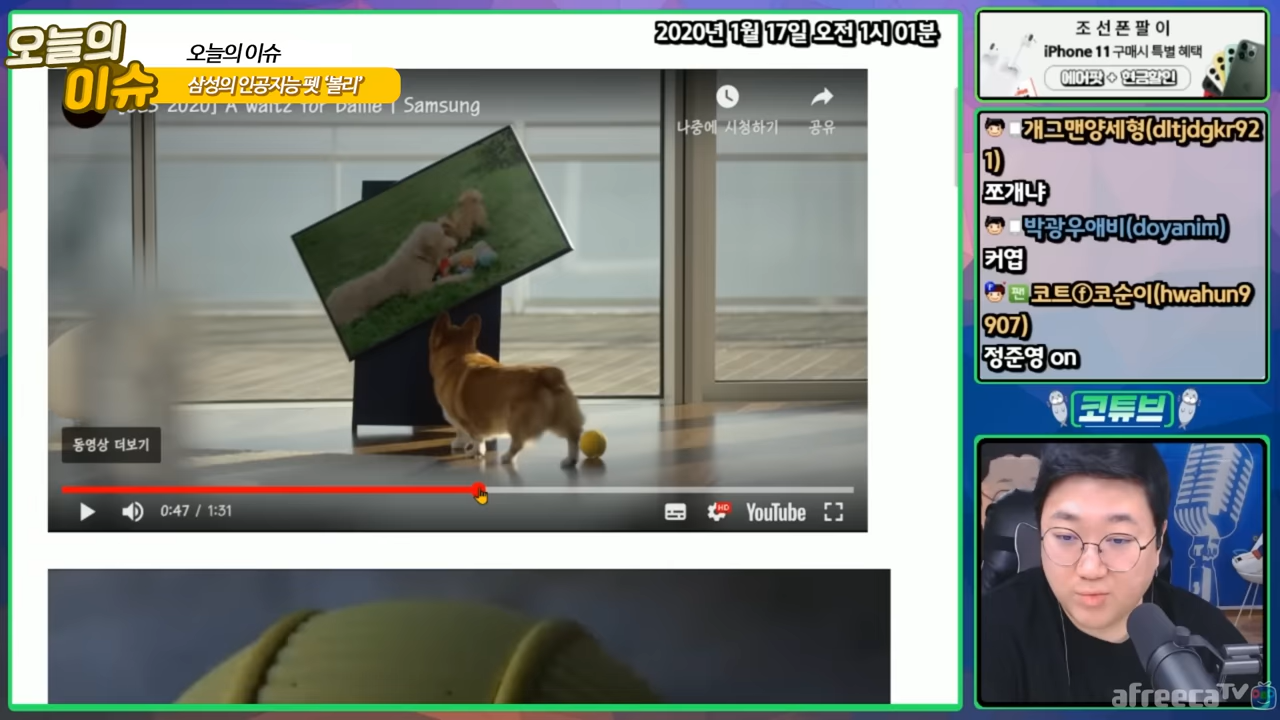 오늘의
이슈
오늘의 이슈
삼성의 인공지능 펫 '볼리'
2020년 1월 17일 오전 1시 01분
2020] A Waltz for Ballie | Samsung
나중에 시청하기
공유
동영상 더보기
0:47 / 1:31
HD
YouTube
조선폰팔이
iPhone 11 구매시 특별 혜택
에어팟 + 현금할인
개그맨양세형(dltjdgkr92
1)
쪼개냐
박광우애비(doyanim)
커엽
팬 코트ⓕ코순이(hwahun9
907)
정준영 on
코튜브
afreecaTV